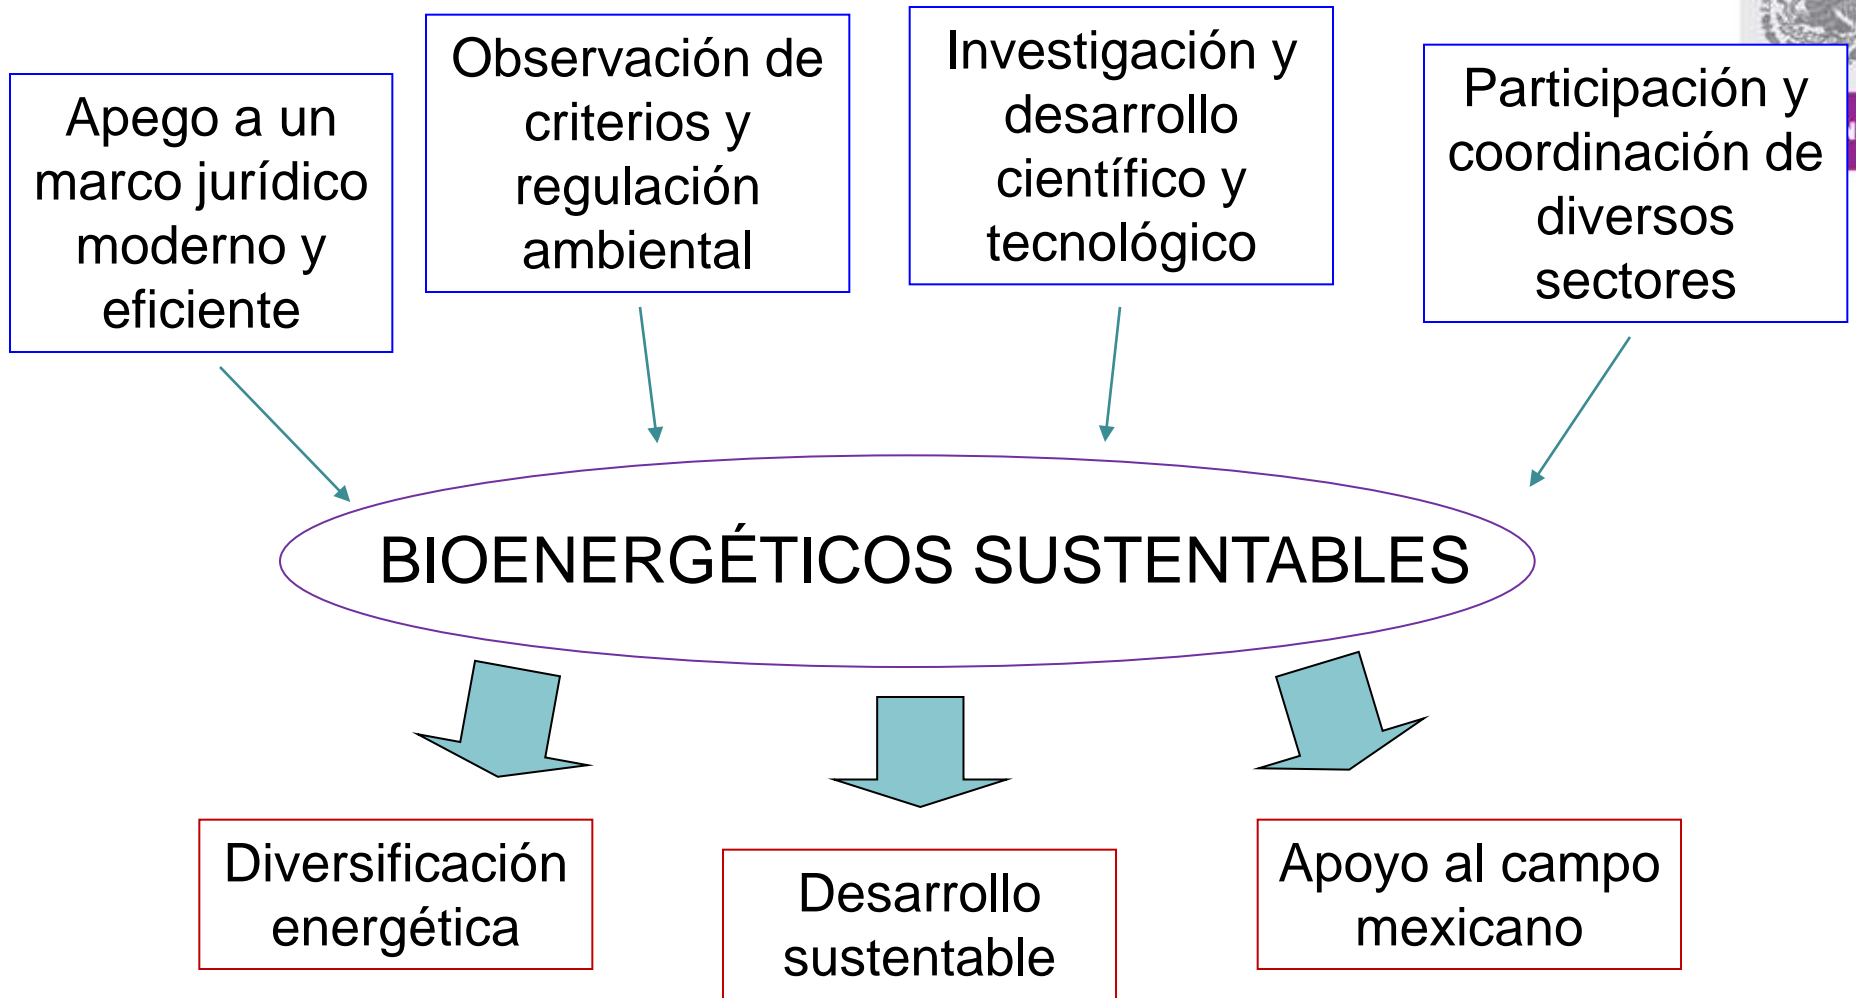 Apego a un
marco jurídico
moderno y
eficiente
Observación de
criterios y
regulación
ambiental
Investigación y
desarrollo
científico y
tecnológico
Participación y
coordinación de
diversos
sectores
BIOENERGÉTICOS SUSTENTABLES
Diversificación
energética
Desarrollo
sustentable
Apoyo al campo
mexicano